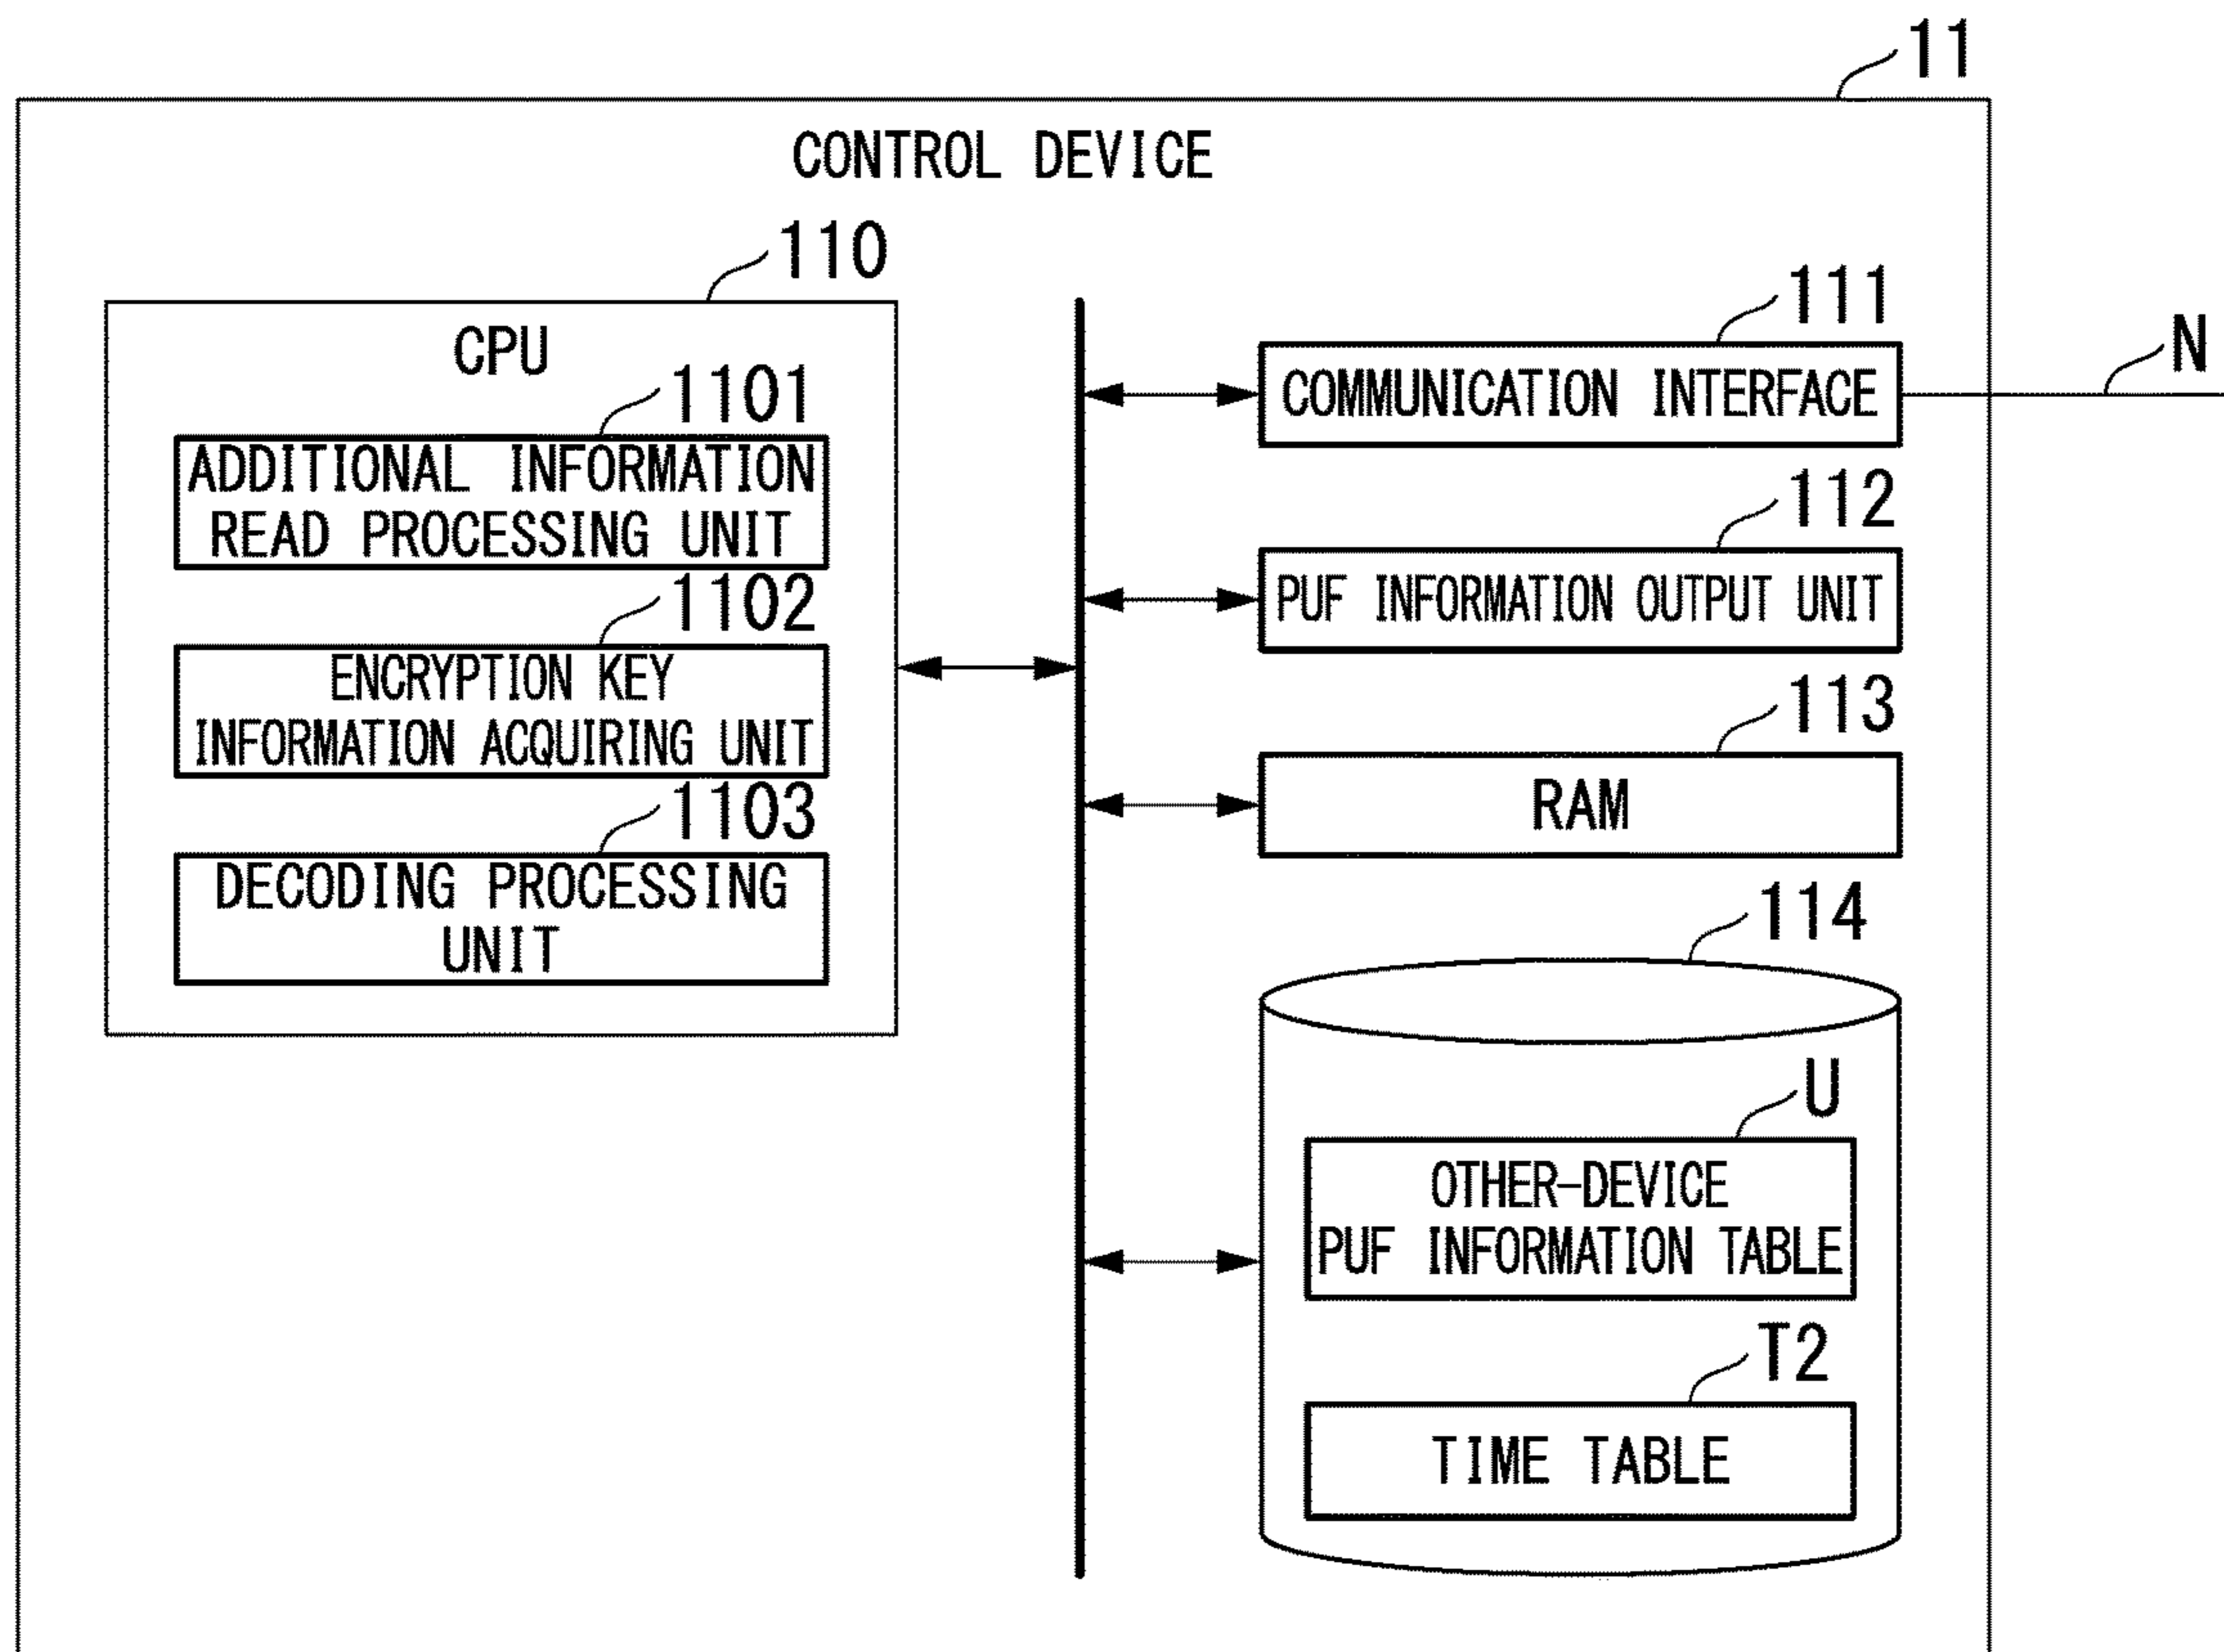 11
CONTROL DEVICE
110
CPU
1101
ADDITIONAL INFORMATION
READ PROCESSING UNIT
1102
ENCRYPTION KEY
INFORMATION ACQUIRING UNIT
1103
DECODING PROCESSING
UNIT
111
COMMUNICATION INTERFACE
N
112
PUF INFORMATION OUTPUT UNIT
113
RAM
114
U
OTHER-DEVICE
PUF INFORMATION TABLE
T2
TIME TABLE